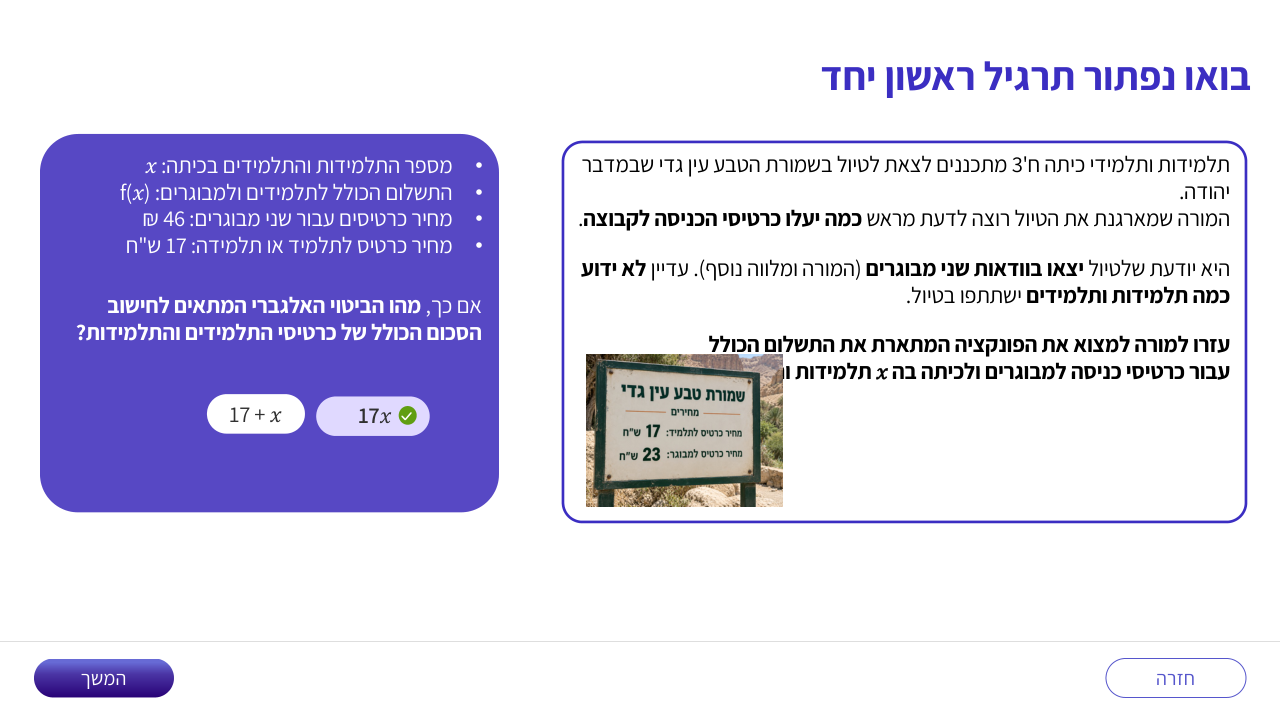 בואו נפתור תרגיל ראשון יחד
תלמידות ותלמידי כיתה ח'3 מתכננים לצאת לטיול בשמורת הטבע עין גדי שבמדבר
יהודה.
המורה שמארגנת את הטיול רוצה לדעת מראש כמה יעלו כרטיסי הכניסה לקבוצה.
היא יודעת שלטיול יצאו בוודאות שני מבוגרים (המורה ומלווה נוסף). עדיין לא ידוע
כמה תלמידות ותלמידים ישתתפו בטיול.
עזרו למורה למצוא את הפונקציה המתארת את התשלום הכולל
עבור כרטיסי כניסה למבוגרים ולכיתה בה x תלמידות
שמורת טבע עין גדי
מחירים
מחיר כרטיס לתלמיד: 17 ש"ח
מחיר כרטיס למבוגר: 23 ש"ח
• מספר התלמידות והתלמידים בכיתה: x
• התשלום הכולל לתלמידים ולמבוגרים: f(x)
• מחיר כרטיסים עבור שני מבוגרים: 46 ₪
• מחיר כרטיס לתלמיד או תלמידה: 17 ש"ח
אם כך, מהו הביטוי האלגברי המתאים לחישוב
הסכום הכולל של כרטיסי התלמידים והתלמידות?
17x
17 + x
חזרה
המשך